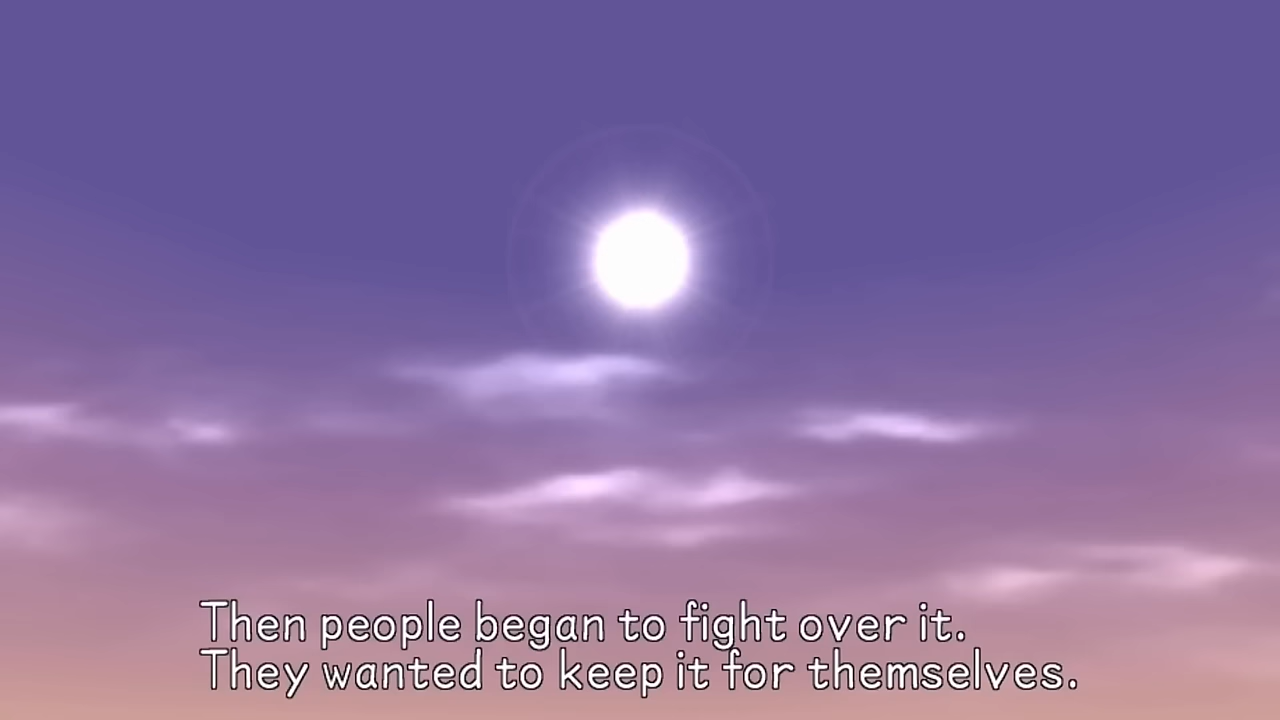 Then people began to fight over it.
They wanted to keep it for themselves.